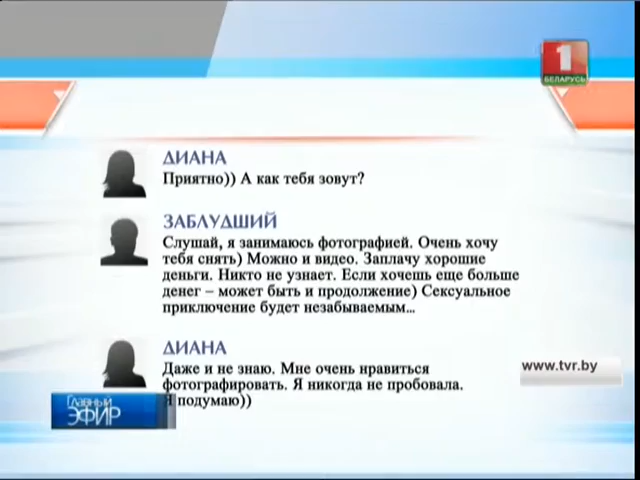 1
БЕЛАРУСЬ
ДИАНА
Приятно)) А как тебя зовут?
ЗАБЛУДШИЙ
Слушай, я занимаюсь фотографией. Очень хочу
тебя снять) Можно и видео. Заплачу хорошие
деньги. Никто не узнает. Если хочешь еще больше
денег – может быть и продолжение) Сексуальное
приключение будет незабываемым...
ДИАНА
Даже и не знаю. Мне очень нравиться
фотографировать. Я никогда не пробовала.
Я подумаю))
www.tvr.by
Главный
ЭФИР